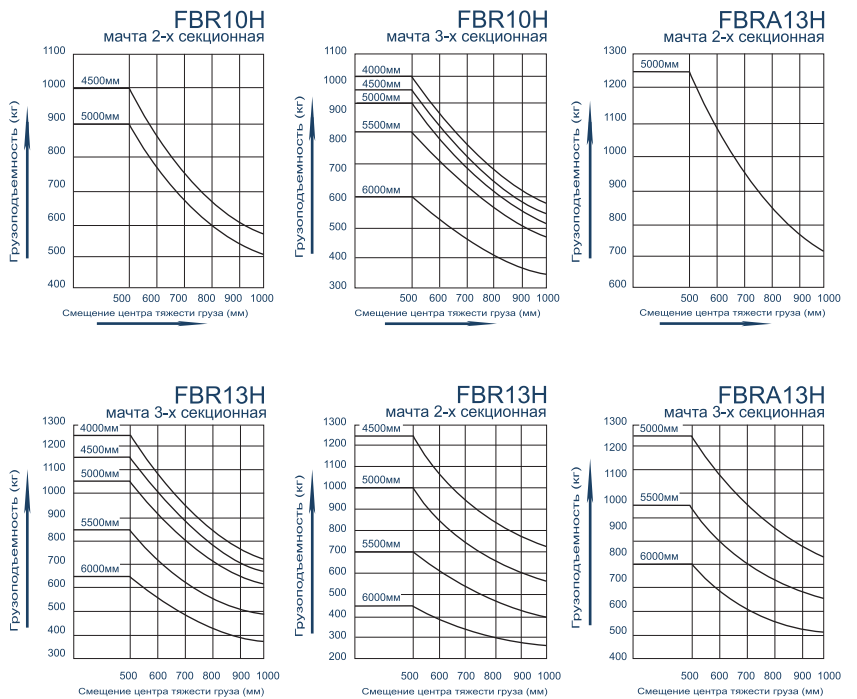 FBR10H
мачта 2-х секционная
1100
1000
900
800
700
600
500
400
4500мм
5000мм
Грузоподъемность (кг)
500 600 700 800 900 1000
Смещение центра тяжести груза (мм)
FBR10H
мачта 3-х секционная
1100
1000
900
800
700
600
500
400
300
4000мм
4500мм
5000мм
5500мм
6000мм
Грузоподъемность (кг)
500 600 700 800 900 1000
Смещение центра тяжести груза (мм)
FBRA13H
мачта 2-х секционная
1300
1200
1100
1000
900
800
700
600
5000мм
Грузоподъемность (кг)
500 600 700 800 900 1000
Смещение центра тяжести груза (мм)
FBR13H
мачта 3-х секционная
1300
1200
1100
1000
900
800
700
600
500
400
300
4000мм
4500мм
5000мм
5500мм
6000мм
Грузоподъемность (кг)
500 600 700 800 900 1000
Смещение центра тяжести груза (мм)
FBR13H
мачта 2-х секционная
1300
1200
1100
1000
900
800
700
600
500
400
300
200
4500мм
5000мм
5500мм
6000мм
Грузоподъемность (кг)
500 600 700 800 900 1000
Смещение центра тяжести груза (мм)
FBRA13H
мачта 3-х секционная
1300
1200
1100
1000
900
800
700
600
500
400
5000мм
5500мм
6000мм
Грузоподъемность (кг)
500 600 700 800 900 1000
Смещение центра тяжести груза (мм)